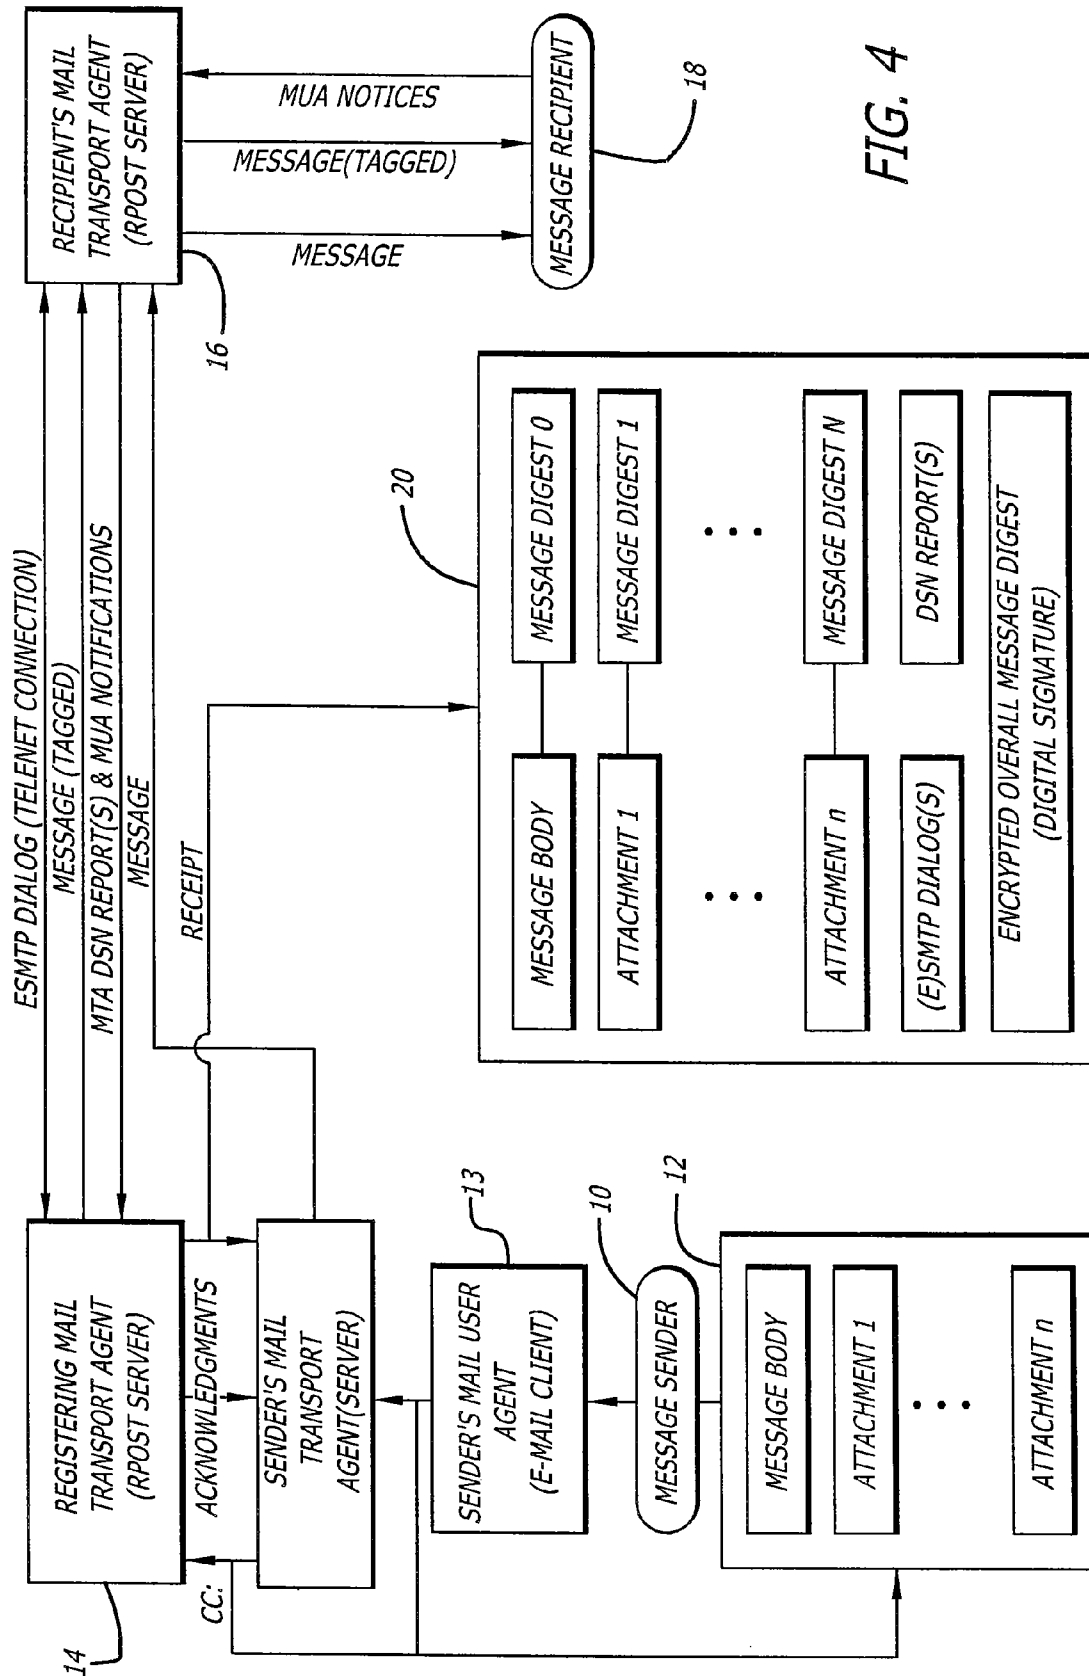 14
REGISTERING MAIL
TRANSPORT AGENT
(RPOST SERVER)
ESMTP DIALOG (TELENET CONNECTION)
MESSAGE (TAGGED)
MTA DSN REPORT(S) & MUA NOTIFICATIONS
MESSAGE
RECIPIENT'S MAIL
TRANSPORT AGENT
(RPOST SERVER)
16
CC:
ACKNOWLEDGMENTS
RECEIPT
MESSAGE
MESSAGE(TAGGED)
MUA NOTICES
SENDER'S MAIL
TRANSPORT
AGENT(SERVER)
SENDER'S MAIL USER
AGENT
(E-MAIL CLIENT)
13
MESSAGE SENDER
10
MESSAGE RECIPIENT
18
12
MESSAGE BODY
ATTACHMENT 1
ATTACHMENT n
20
MESSAGE BODY
MESSAGE DIGEST 0
ATTACHMENT 1
MESSAGE DIGEST 1
ATTACHMENT n
MESSAGE DIGEST N
(E)SMTP DIALOG(S)
DSN REPORT(S)
ENCRYPTED OVERALL MESSAGE DIGEST
(DIGITAL SIGNATURE)
FIG. 4